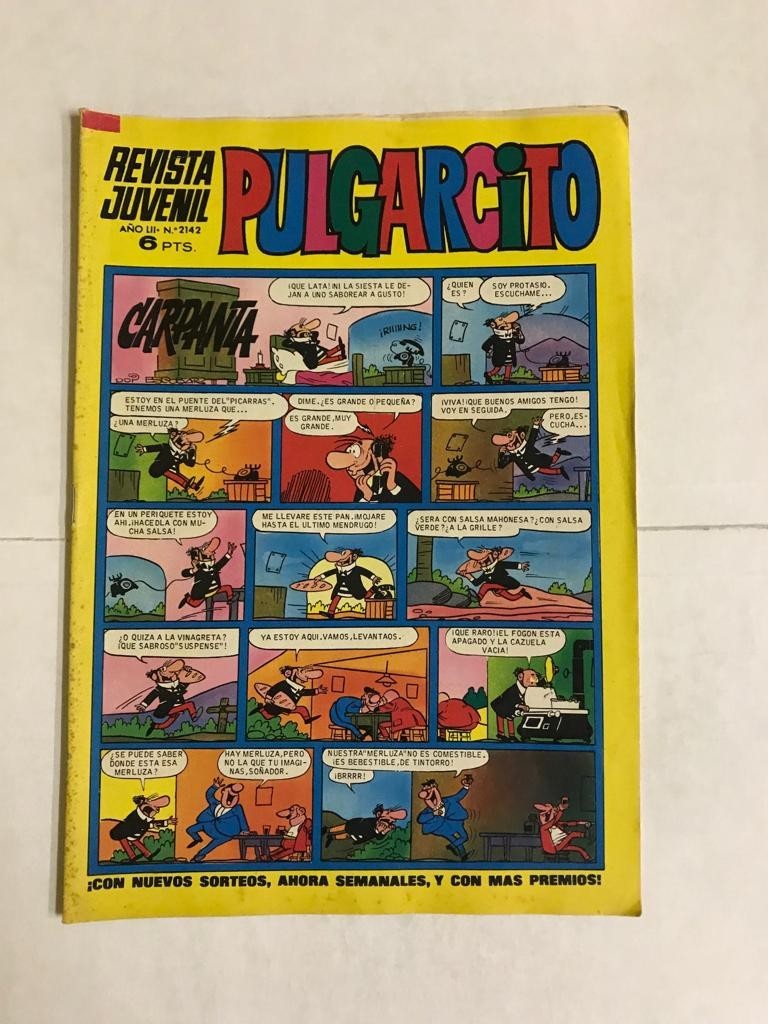 REVISTA
JUVENIL
PULGARCITO
AÑO LII • N.º 2142
6 PTS.
CARPANTA
¡QUE LATA!¡NI LA SIESTA LE DE-
JAN A UNO SABOREAR A GUSTO!
¡RIIIING!
¿QUIEN
ES?
SOY PROTASIO.
ESCUCHAME...
ESTOY EN EL PUENTE DEL"PICARRAS".
TENEMOS UNA MERLUZA QUE...
¿UNA MERLUZA?
DIME.¿ES GRANDE O PEQUEÑA?
ES GRANDE,MUY
GRANDE.
¡VIVA!¡QUE BUENOS AMIGOS TENGO!
VOY EN SEGUIDA.
PERO,ES-
CUCHA...
EN UN PERIQUETE ESTOY
AHI.¡HACEDLA CON MU-
CHA SALSA!
ME LLEVARE ESTE PAN.¡MOJARE
HASTA EL ULTIMO MENDRUGO!
¿SERA CON SALSA MAHONESA?¿CON SALSA
VERDE?¿A LA GRILLE?
¿O QUIZA A LA VINAGRETA?
¡QUE SABROSO"SUSPENSE"!
YA ESTOY AQUI.VAMOS,LEVANTAOS.
¡QUE RARO!¡EL FOGON ESTA
APAGADO Y LA CAZUELA
VACIA!
¿SE PUEDE SABER
DONDE ESTA ESA
MERLUZA?
HAY MERLUZA,PERO
NO LA QUE TU IMAGI-
NAS,SOÑADOR.
NUESTRA"MERLUZA"NO ES COMESTIBLE.
¡ES BEBESTIBLE,DE TINTORRO!
¡BRRRR!
¡CON NUEVOS SORTEOS, AHORA SEMANALES, Y CON MAS PREMIOS!